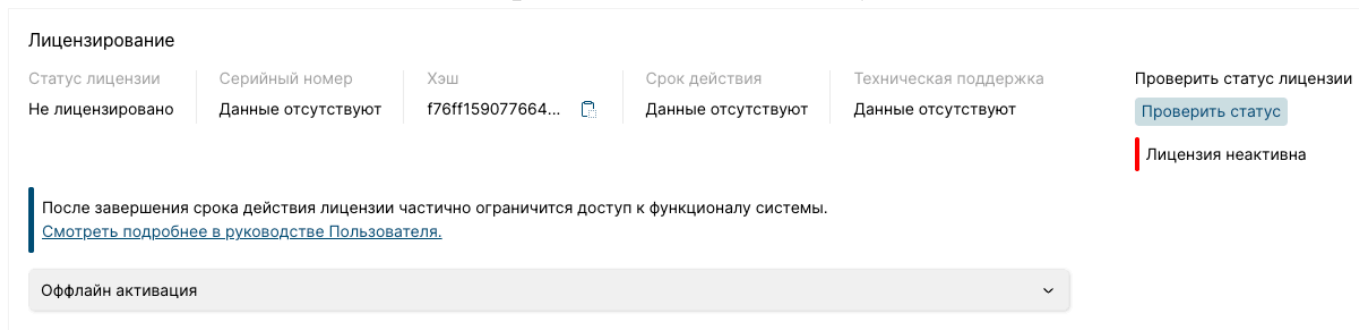 Лицензирование
Статус лицензии
Не лицензировано
Серийный номер
Данные отсутствуют
Хэш
f76ff159077664...
Срок действия
Данные отсутствуют
Техническая поддержка
Данные отсутствуют
Проверить статус лицензии
Проверить статус
Лицензия неактивна
После завершения срока действия лицензии частично ограничится доступ к функционалу системы.
Смотреть подробнее в руководстве Пользователя.
Оффлайн активация